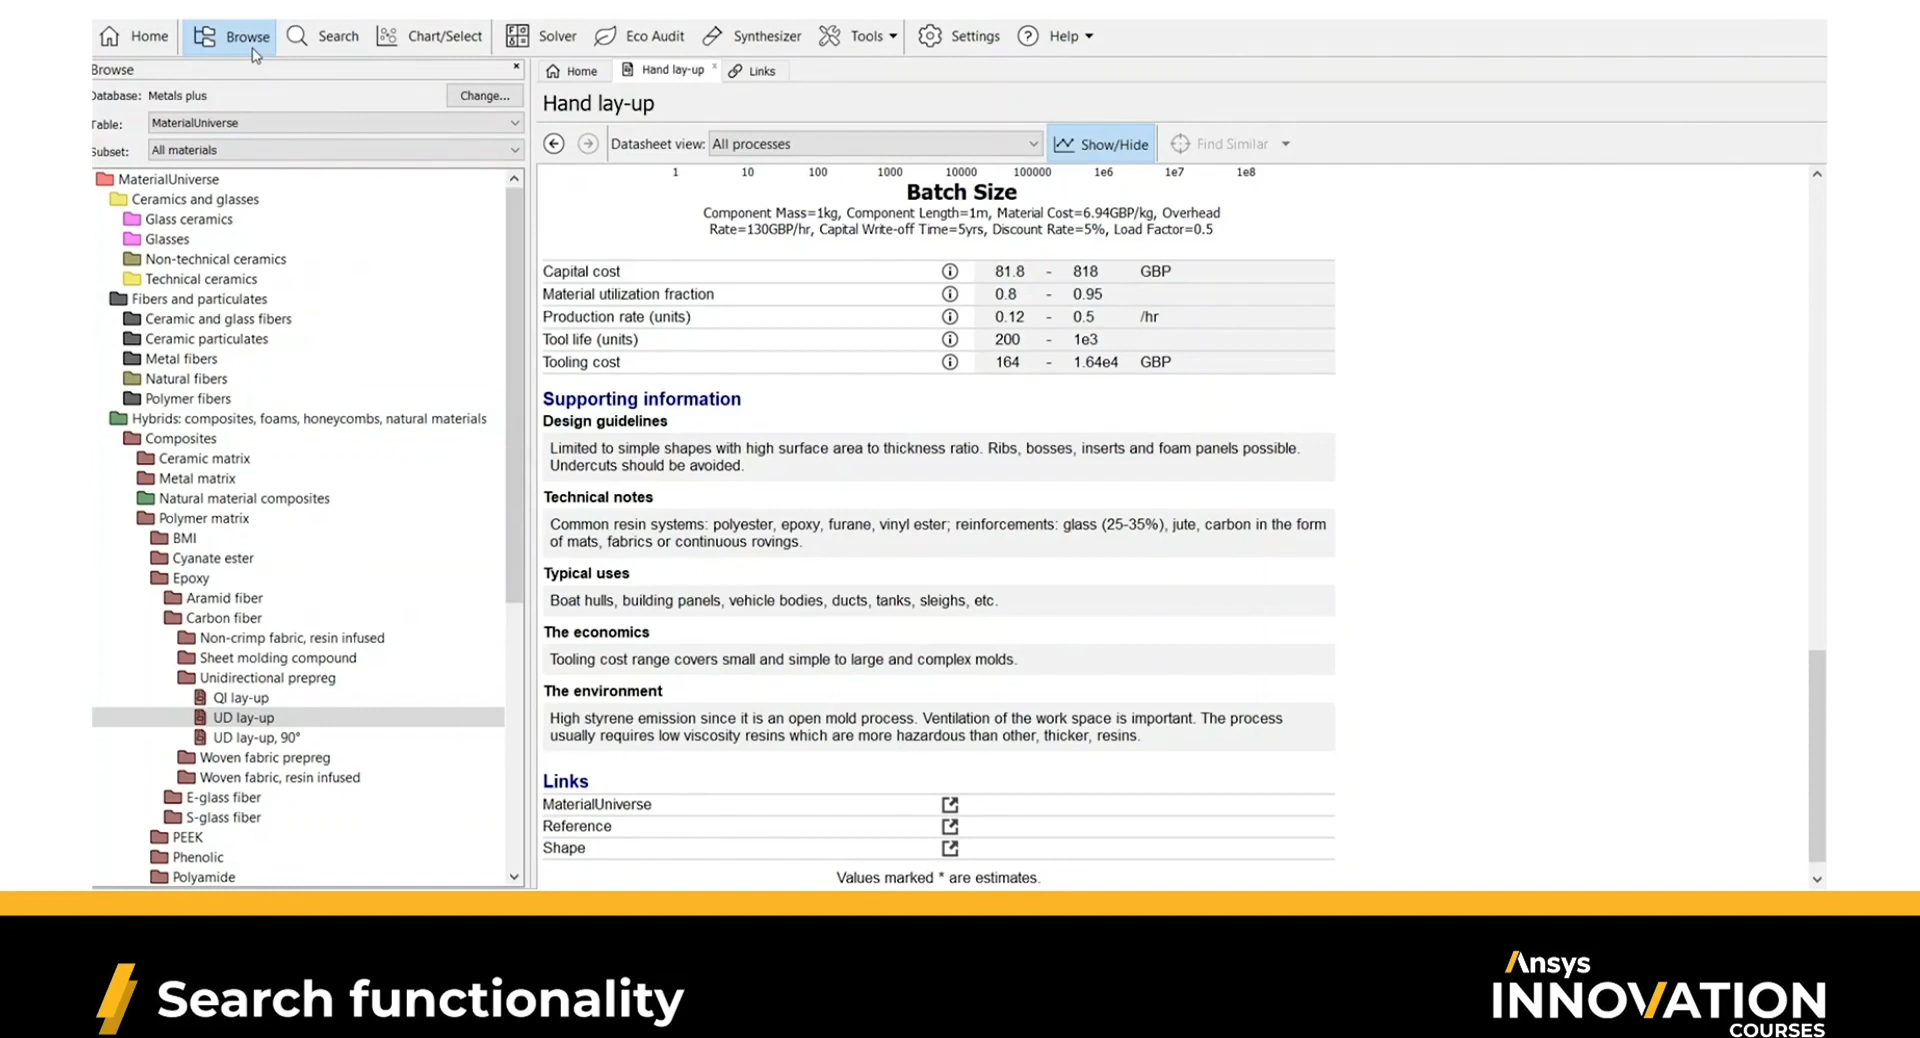 Home Browse Search Chart/Select Solver Eco Audit Synthesizer Tools Settings Help
Browse
Database: Metals plus Change...
Table: MaterialUniverse
Subset: All materials
MaterialUniverse
Ceramics and glasses
Glass ceramics
Glasses
Non-technical ceramics
Technical ceramics
Fibers and particulates
Ceramic and glass fibers
Ceramic particulates
Metal fibers
Natural fibers
Polymer fibers
Hybrids: composites, foams, honeycombs, natural materials
Composites
Ceramic matrix
Metal matrix
Natural material composites
Polymer matrix
BMI
Cyanate ester
Epoxy
Aramid fiber
Carbon fiber
Non-crimp fabric, resin infused
Sheet molding compound
Unidirectional prepreg
QI lay-up
UD lay-up
UD lay-up, 90°
Woven fabric prepreg
Woven fabric, resin infused
E-glass fiber
S-glass fiber
PEEK
Phenolic
Polyamide
Home Hand lay-up Links
Hand lay-up
Datasheet view: All processes Show/Hide Find Similar
1 10 100 1000 10000 100000 1e6 1e7 1e8
Batch Size
Component Mass=1kg, Component Length=1m, Material Cost=6.94GBP/kg, Overhead
Rate=130GBP/hr, Capital Write-off Time=5yrs, Discount Rate=5%, Load Factor=0.5
Capital cost 81.8 - 818 GBP
Material utilization fraction 0.8 - 0.95
Production rate (units) 0.12 - 0.5 /hr
Tool life (units) 200 - 1e3
Tooling cost 164 - 1.64e4 GBP
Supporting information
Design guidelines
Limited to simple shapes with high surface area to thickness ratio. Ribs, bosses, inserts and foam panels possible.
Undercuts should be avoided.
Technical notes
Common resin systems: polyester, epoxy, furane, vinyl ester; reinforcements: glass (25-35%), jute, carbon in the form
of mats, fabrics or continuous rovings.
Typical uses
Boat hulls, building panels, vehicle bodies, ducts, tanks, sleighs, etc.
The economics
Tooling cost range covers small and simple to large and complex molds.
The environment
High styrene emission since it is an open mold process. Ventilation of the work space is important. The process
usually requires low viscosity resins which are more hazardous than other, thicker, resins.
Links
MaterialUniverse
Reference
Shape
Values marked * are estimates.
Search functionality
Ansys
INNOVATION
COURSES